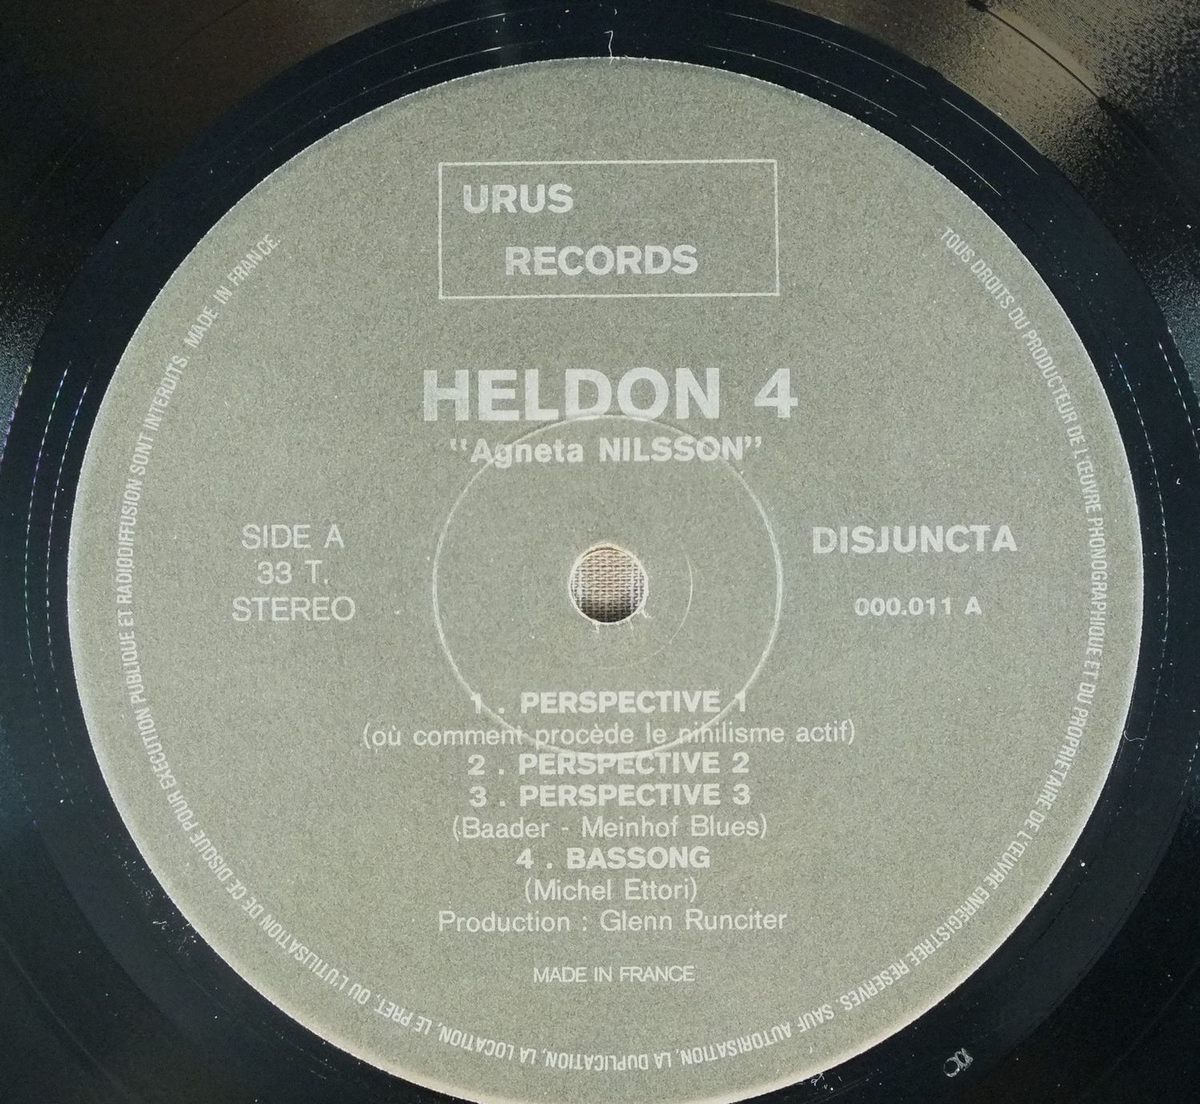 URUS
RECORDS
HELDON 4
"Agneta NILSSON"
SIDE A
33 T.
STEREO
DISJUNCTA
000.011 A
1 . PERSPECTIVE 1
(où comment procède le nihilisme actif)
2 . PERSPECTIVE 2
3 . PERSPECTIVE 3
(Baader - Meinhof Blues)
4 . BASSONG
(Michel Ettori)
Production : Glenn Runciter
MADE IN FRANCE
TOUS DROITS DU PRODUCTEUR DE L'ŒUVRE PHONOGRAPHIQUE ET DU PROPRIETAIRE DE L'ŒUVRE ENREGISTREE RESERVES. SAUF AUTORISATION, LA DUPLICATION, LA LOCATION, LE PRET, OU L'UTILISATION DE CE DISQUE POUR EXECUTION PUBLIQUE ET RADIODIFFUSION SONT INTERDITS MADE IN FRANCE.